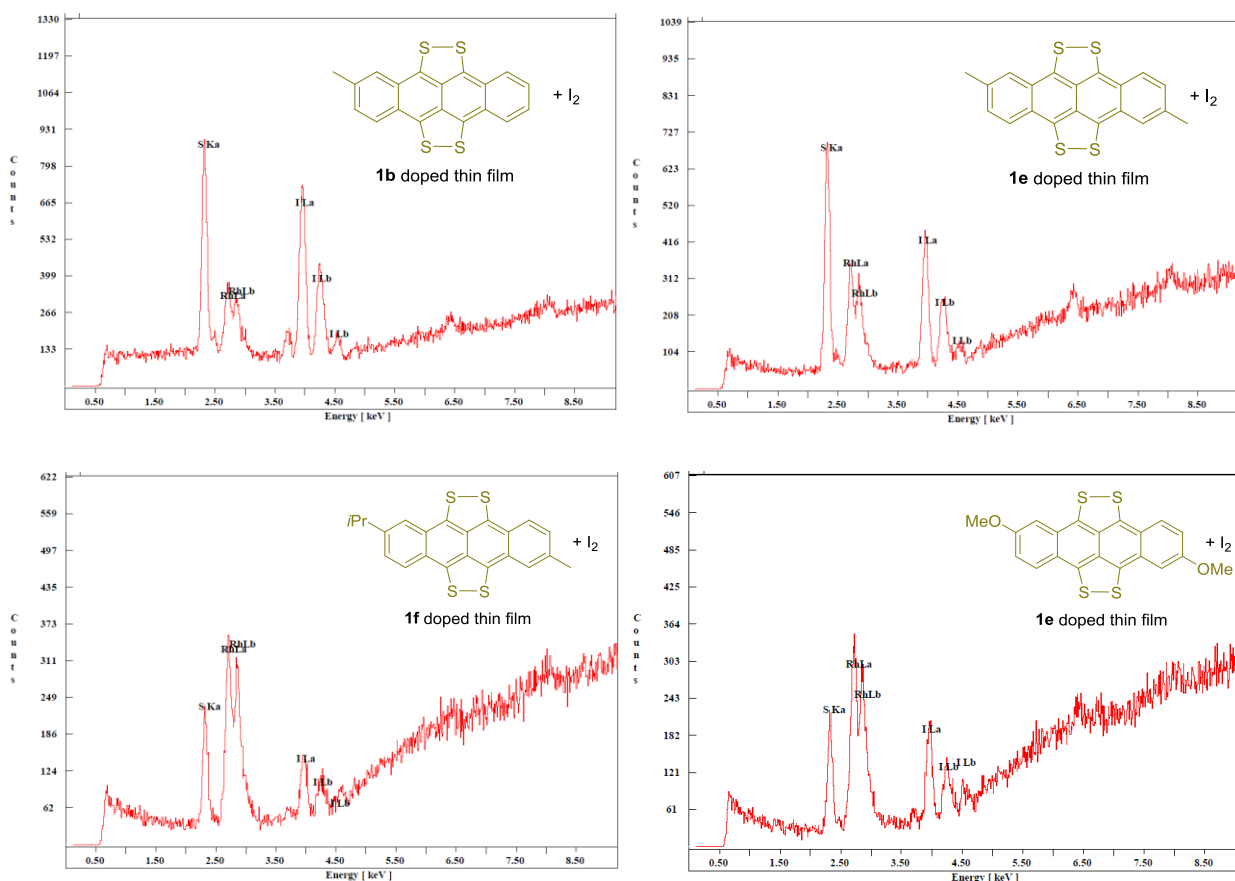 1330
1197
1064
931
798
665
532
399
266
133
C
o
u
n
t
s
S Ka
RhLa
RhLb
I La
I Lb
I Lb
0.50 1.50 2.50 3.50 4.50 5.50 6.50 7.50 8.50
Energy [ keV ]
S S
S S
+ I2
1b doped thin film
1039
935
831
727
623
520
416
312
208
104
C
o
u
n
t
s
S Ka
RhLa
RhLb
I La
I Lb
I Lb
0.50 1.50 2.50 3.50 4.50 5.50 6.50 7.50 8.50
Energy [ keV ]
S S
S S
+ I2
1e doped thin film
622
559
497
435
373
311
249
186
124
62
C
o
u
n
t
s
S Ka
RhLa
RhLb
I La
I Lb
I Lb
0.50 1.50 2.50 3.50 4.50 5.50 6.50 7.50 8.50
Energy [ keV ]
iPr
S S
S S
+ I2
1f doped thin film
607
546
485
425
364
303
243
182
121
61
C
o
u
n
t
s
S Ka
RhLa
RhLb
I La
I Lb
I Lb
0.50 1.50 2.50 3.50 4.50 5.50 6.50 7.50 8.50
Energy [ keV ]
MeO
S S
S S
OMe
+ I2
1e doped thin film